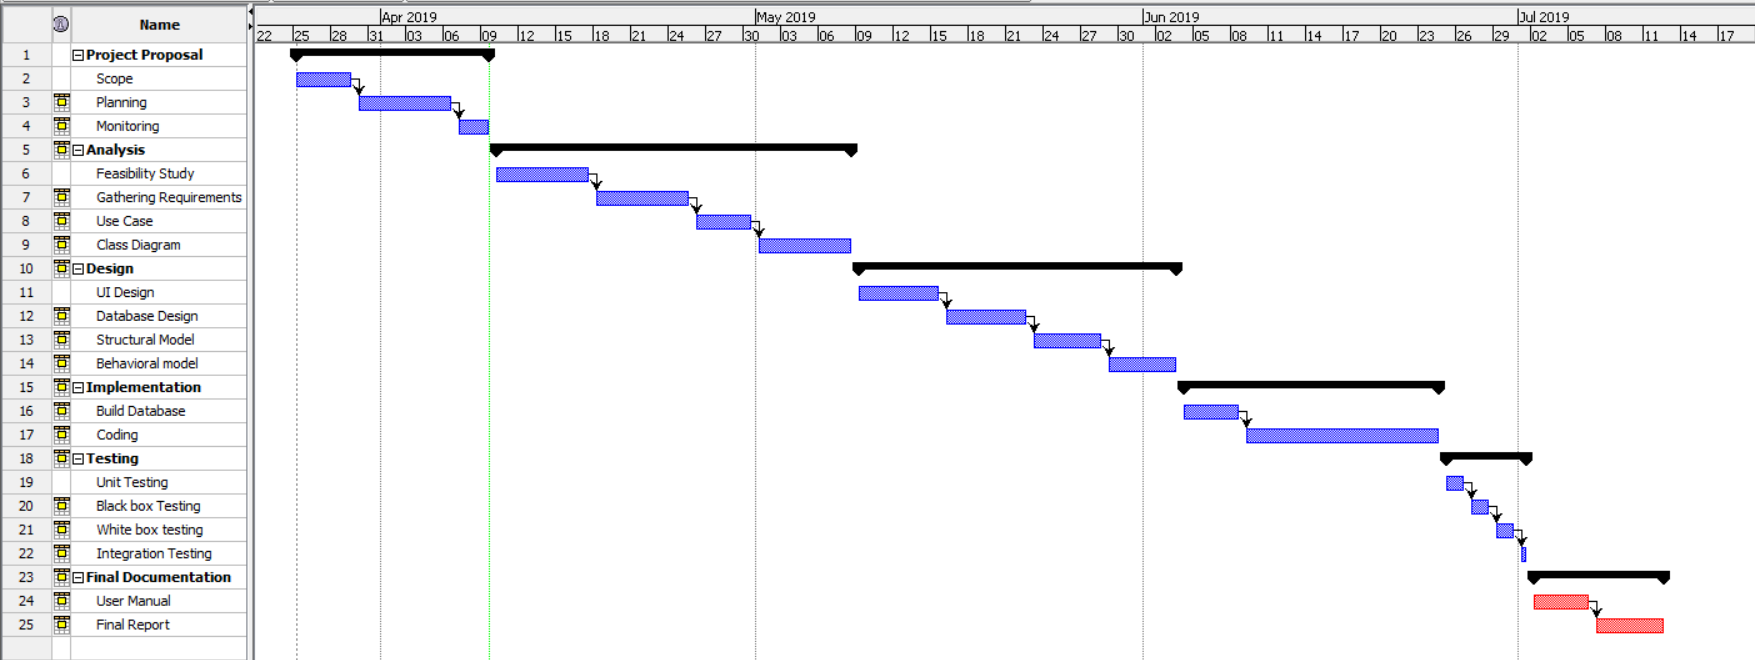 Apr 2019 May 2019 Jun 2019 Jul 2019
Name 22 25 28 31 03 06 09 12 15 18 21 24 27 30 03 06 09 12 15 18 21 24 27 30 02 05 08 11 14 17 20 23 26 29 02 05 08 11 14 17
1 Project Proposal
2 Scope
3 Planning
4 Monitoring
5 Analysis
6 Feasibility Study
7 Gathering Requirements
8 Use Case
9 Class Diagram
10 Design
11 UI Design
12 Database Design
13 Structural Model
14 Behavioral model
15 Implementation
16 Build Database
17 Coding
18 Testing
19 Unit Testing
20 Black box Testing
21 White box testing
22 Integration Testing
23 Final Documentation
24 User Manual
25 Final Report